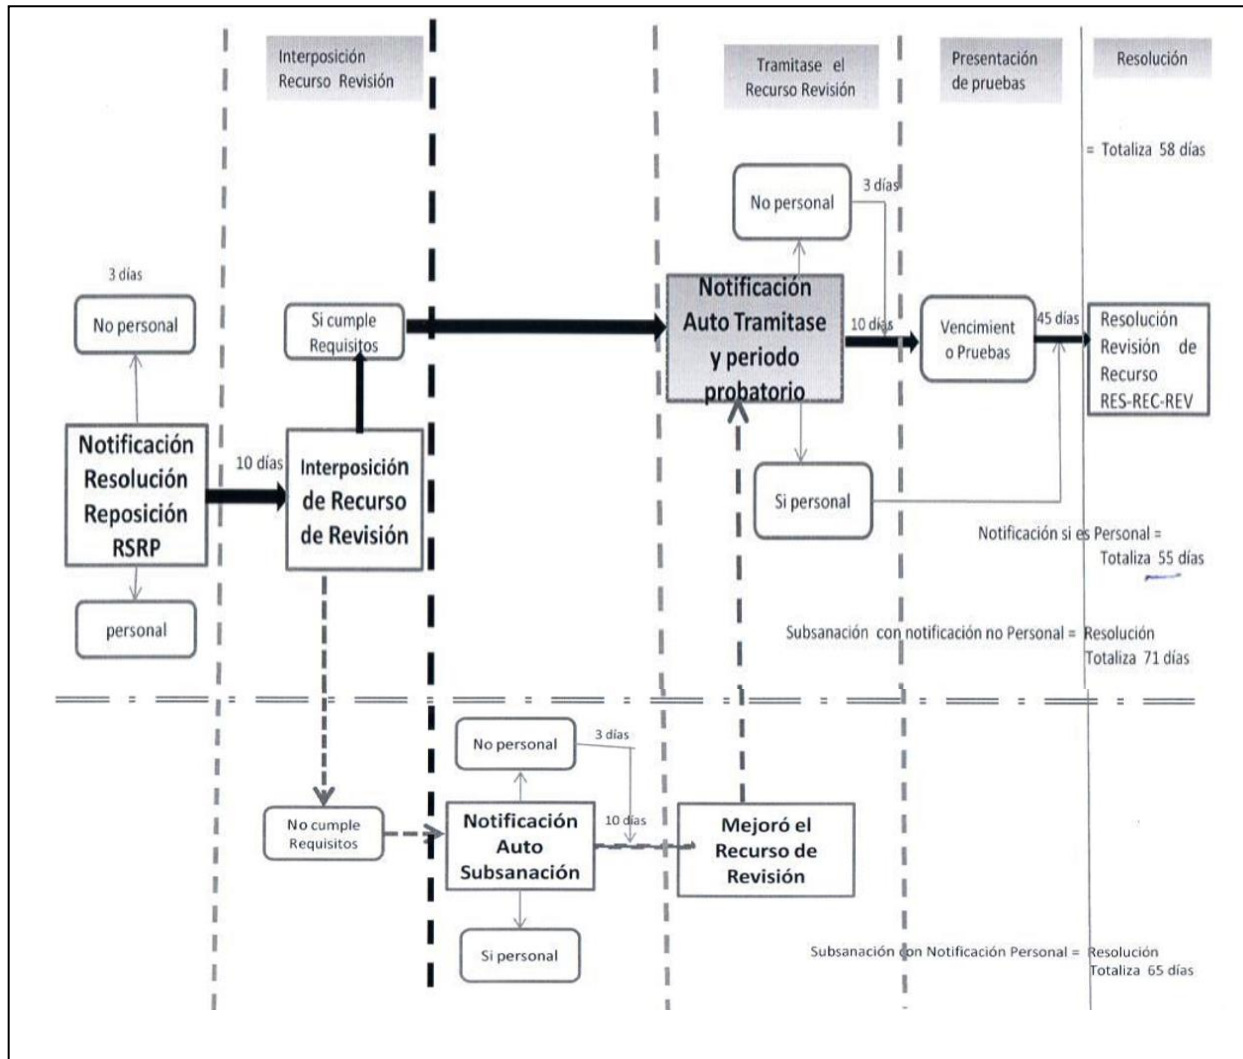 Interposición
Recurso Revisión
Tramitase el
Recurso Revisión
Presentación
de pruebas
Resolución
= Totaliza 58 días
3 días
No personal
3 días
No personal
Si cumple
Requisitos
Notificación
Auto Tramitase
y periodo
probatorio
10 días
Vencimient
o Pruebas
45 días
Resolución
Revisión de
Recurso
RES-REC-REV
Notificación
Resolución
Reposición
RSRP
10 días
Interposición
de Recurso
de Revisión
Si personal
Notificación si es Personal =
Totaliza 55 días
personal
Subsanación con notificación no Personal = Resolución
Totaliza 71 días
No personal
3 días
No cumple
Requisitos
Notificación
Auto
Subsanación
10 días
Mejoró el
Recurso de
Revisión
Si personal
Subsanación con Notificación Personal = Resolución
Totaliza 65 días